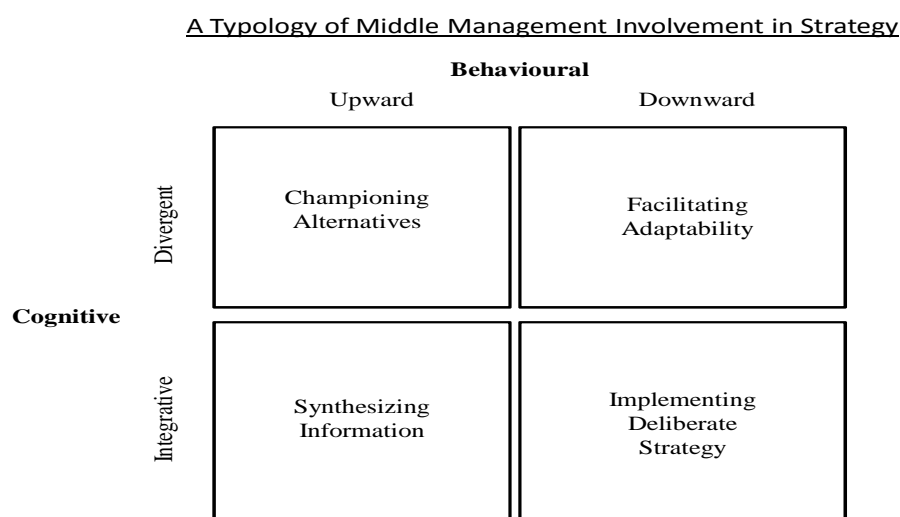 A Typology of Middle Management Involvement in Strategy
Behavioural
Upward
Downward
Divergent
Championing
Alternatives
Facilitating
Adaptability
Cognitive
Integrative
Synthesizing
Information
Implementing
Deliberate
Strategy